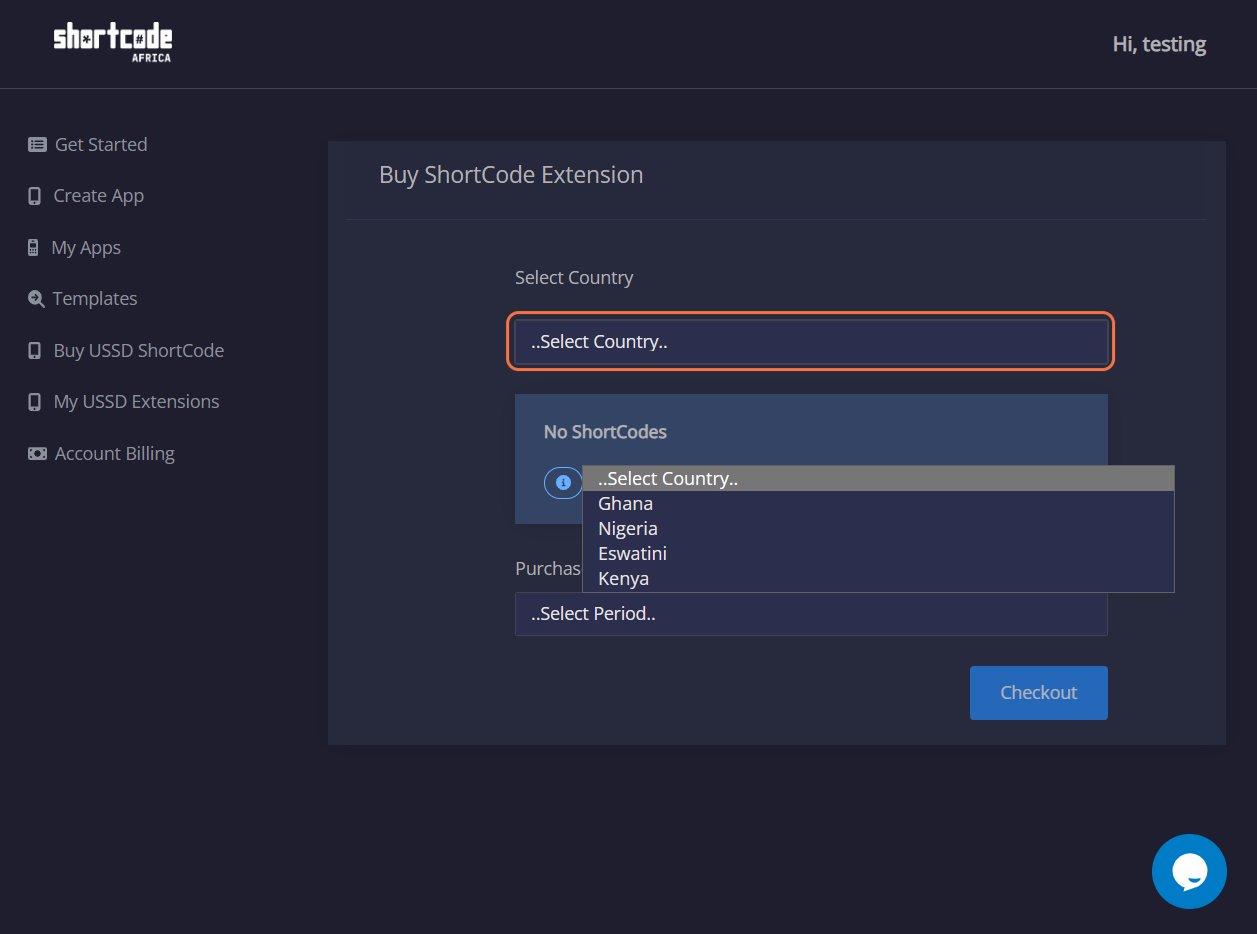 shortcode
AFRICA
Hi, testing
Get Started
Create App
My Apps
Templates
Buy USSD ShortCode
My USSD Extensions
Account Billing
Buy ShortCode Extension
Select Country
..Select Country..
No ShortCodes
..Select Country..
Ghana
Nigeria
Eswatini
Kenya
Purchas
..Select Period..
Checkout